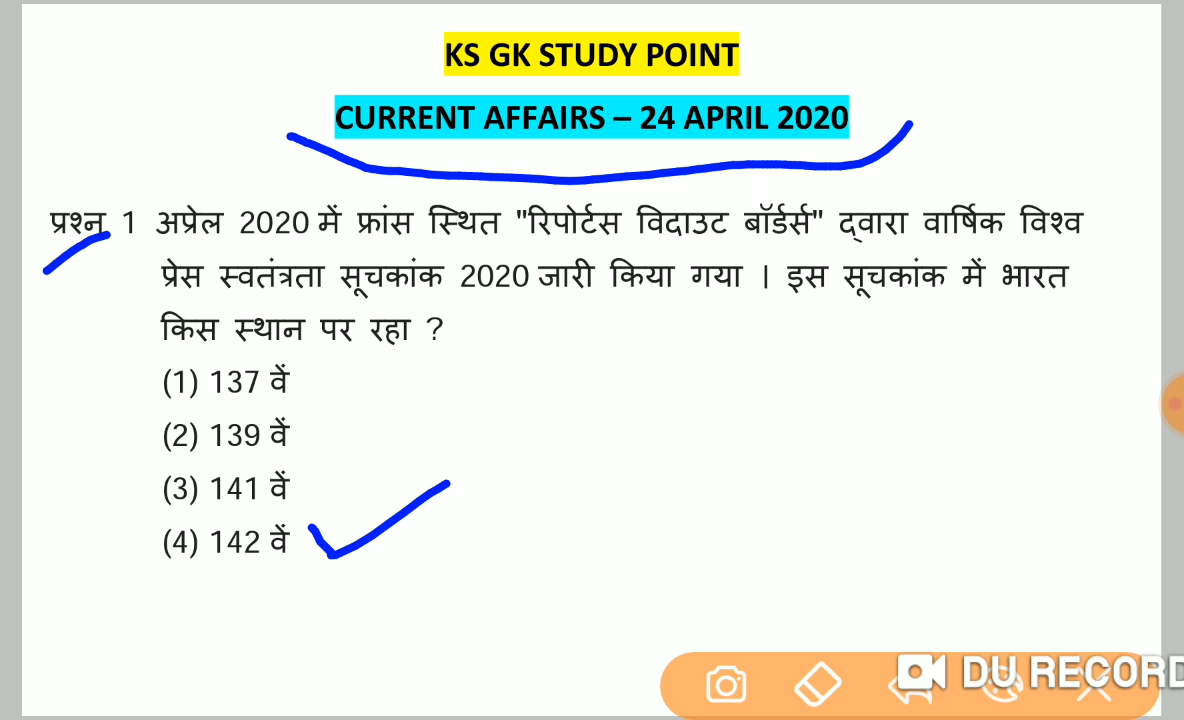 KS GK STUDY POINT
CURRENT AFFAIRS – 24 APRIL 2020
प्रश्न 1 अप्रेल 2020 में फ्रांस स्थित "रिपोर्टस विदाउट बॉर्डर्स" द्वारा वार्षिक विश्व
प्रेस स्वतंत्रता सूचकांक 2020 जारी किया गया । इस सूचकांक में भारत
किस स्थान पर रहा ?
(1) 137 वें
(2) 139 वें
(3) 141 वें
(4) 142 वें
DU RECORD